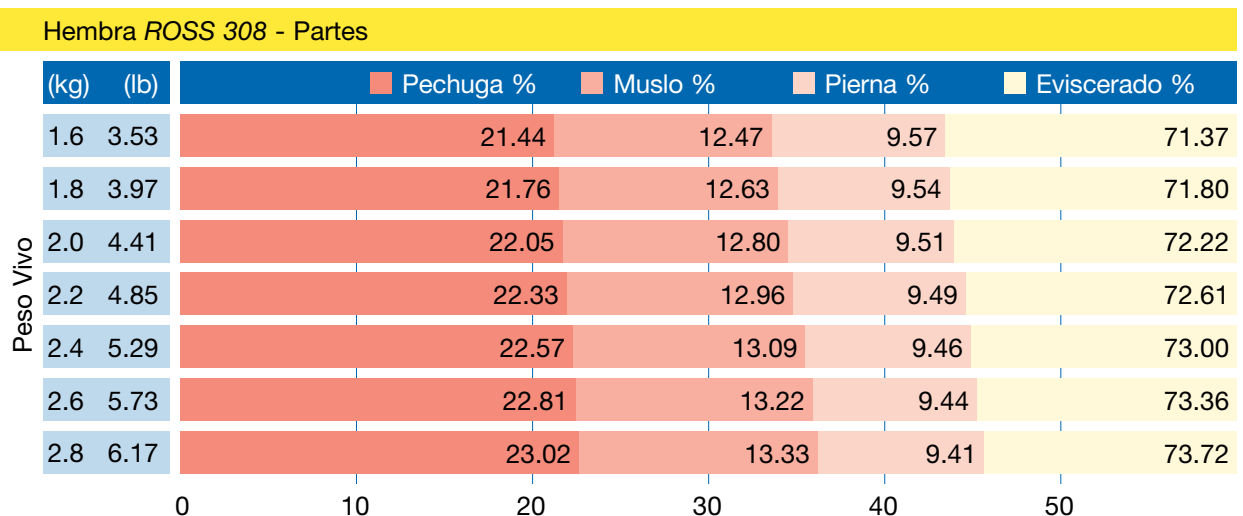 Hembra ROSS 308 - Partes
(kg) (lb) Pechuga % Muslo % Pierna % Eviscerado %
Peso Vivo
1.6 3.53 21.44 12.47 9.57 71.37
1.8 3.97 21.76 12.63 9.54 71.80
2.0 4.41 22.05 12.80 9.51 72.22
2.2 4.85 22.33 12.96 9.49 72.61
2.4 5.29 22.57 13.09 9.46 73.00
2.6 5.73 22.81 13.22 9.44 73.36
2.8 6.17 23.02 13.33 9.41 73.72
0 10 20 30 40 50